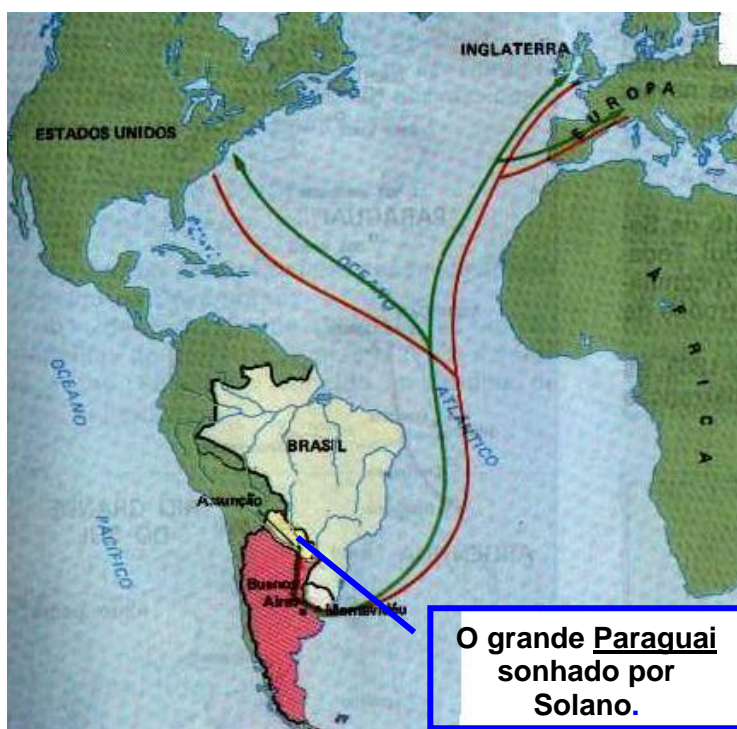 INGLATERRA
EUROPA
ESTADOS UNIDOS
OCEANO
ATLÂNTICO
ÁFRICA
OCEANO
PACÍFICO
BRASIL
Assunção
Buenos
Aires
Montevidéu
O grande Paraguai
sonhado por
Solano.